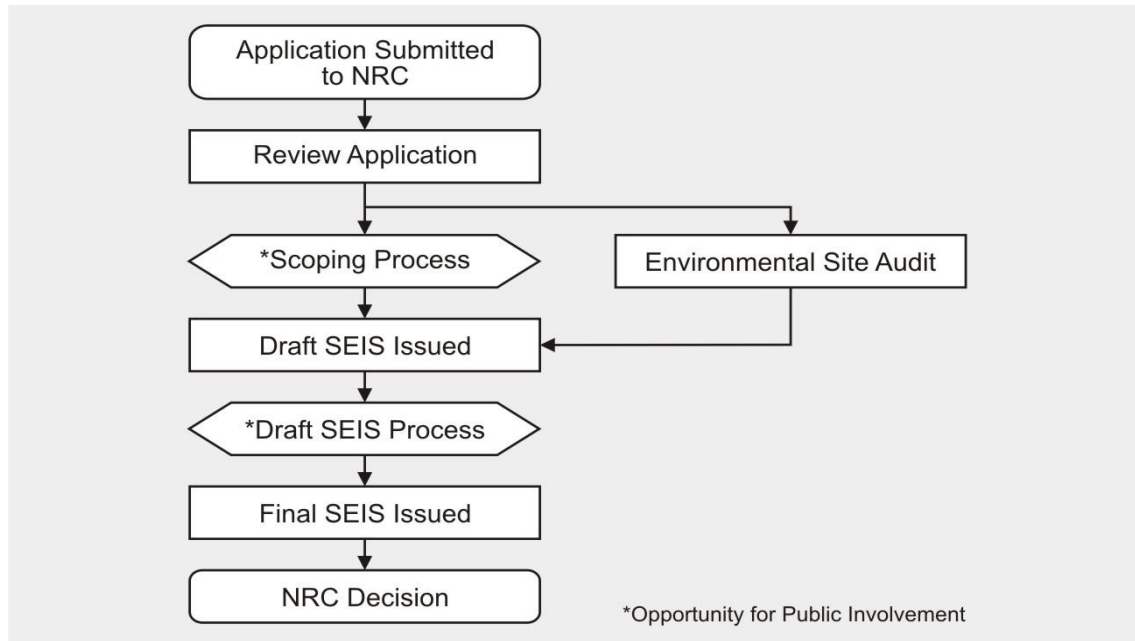 Application Submitted
to NRC
Review Application
*Scoping Process
Environmental Site Audit
Draft SEIS Issued
*Draft SEIS Process
Final SEIS Issued
NRC Decision
*Opportunity for Public Involvement